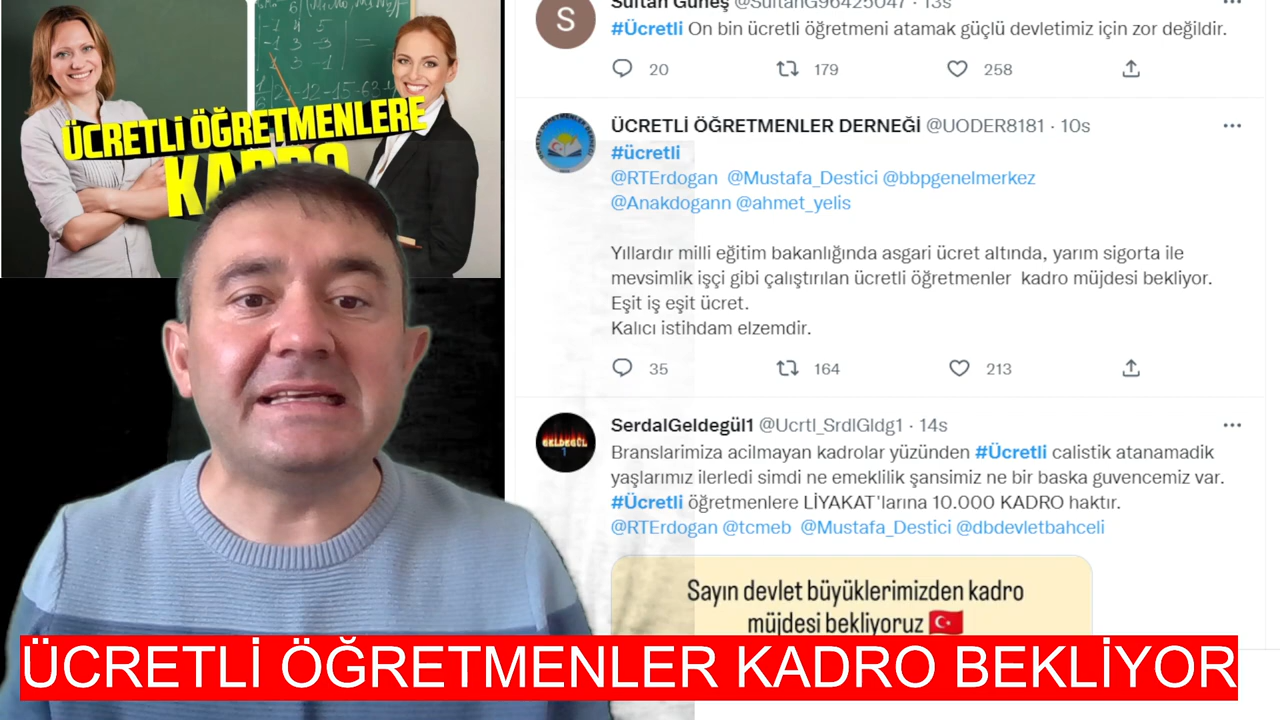 ÜCRETLİ ÖĞRETMENLERE
KADRO
Sultan Güneş @SultanG96425047 · 13s
#Ücretli On bin ücretli öğretmeni atamak güçlü devletimiz için zor değildir.
20 179 258
ÜCRETLİ ÖĞRETMENLER DERNEĞİ @UODER8181 · 10s
#ücretli
@RTErdogan @Mustafa_Destici @bbpgenelmerkez
@Anakdogann @ahmet_yelis
Yıllardır milli eğitim bakanlığında asgari ücret altında, yarım sigorta ile
mevsimlik işçi gibi çalıştırılan ücretli öğretmenler kadro müjdesi bekliyor.
Eşit iş eşit ücret.
Kalıcı istihdam elzemdir.
35 164 213
GELDEGÜL
1
SerdalGeldegül1 @Ucrtl_SrdlGldg1 · 14s
Branslarimiza acilmayan kadrolar yüzünden #Ücretli calistik atanamadik
yaşlarımız ilerledi simdi ne emeklilik şansimiz ne bir baska guvencemiz var.
#Ücretli öğretmenlere LİYAKAT'larına 10.000 KADRO haktır.
@RTErdogan @tcmeb @Mustafa_Destici @dbdevletbahceli
Sayın devlet büyüklerimizden kadro
müjdesi bekliyoruz
ÜCRETLİ ÖĞRETMENLER KADRO BEKLİYOR